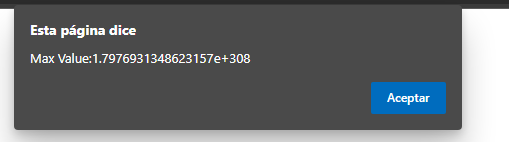 Esta página dice
Max Value:1.7976931348623157e+308
Aceptar